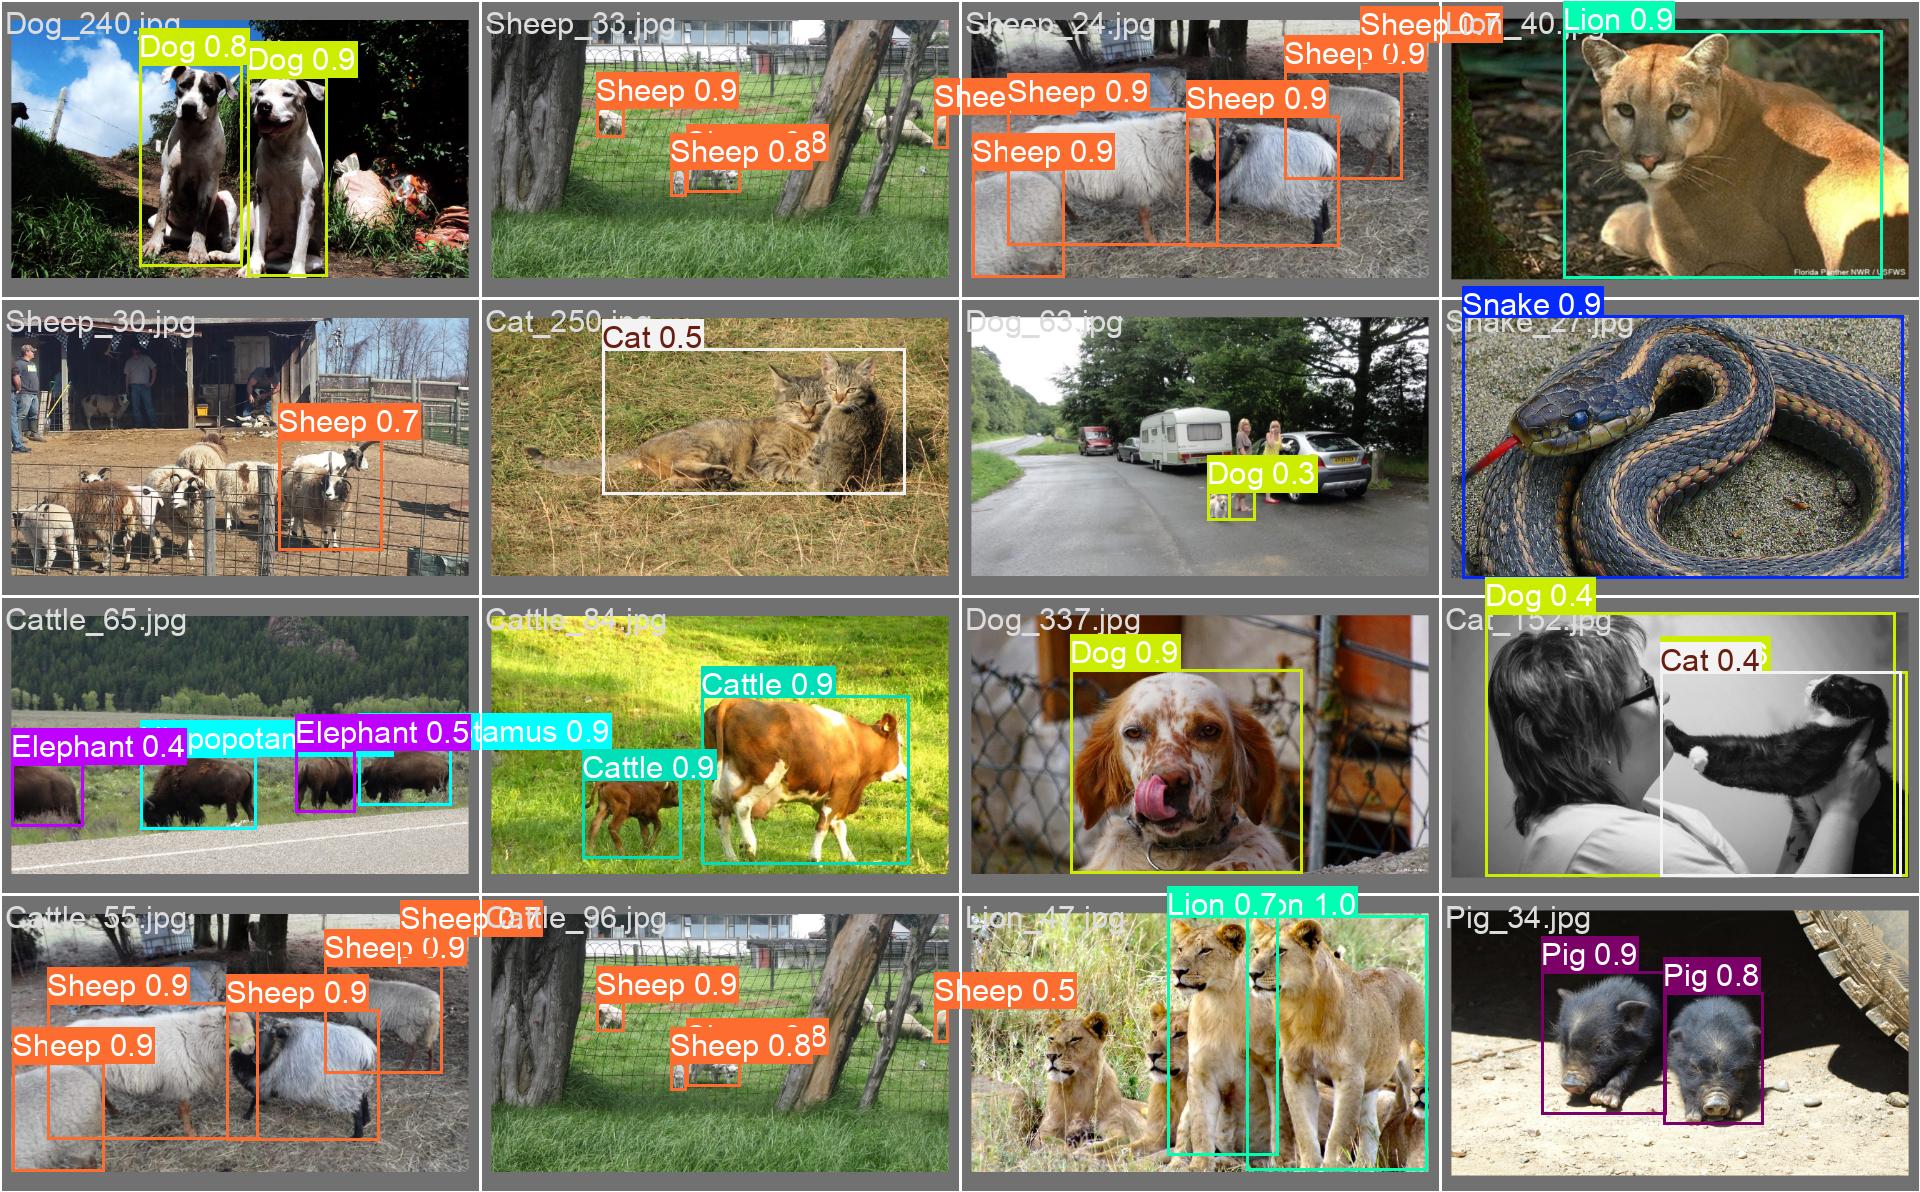 Dog_240.jpg
Dog 0.8
Dog 0.9
Sheep_33.jpg
Sheep 0.9
Sheep 0.8
8
Shee
Sheep_24.jpg
Sheep 0.7
Sheep 0.9
Sheep 0.9
Sheep 0.9
Sheep 0.9
_40.jpg
Lion 0.9
Florida Panther NWR / USFWS
Sheep_30.jpg
Sheep 0.7
Cat_250.jpg
Cat 0.5
Dog_63.jpg
Dog 0.3
Snake 0.9
Snake_27.jpg
Cattle_65.jpg
Elephant 0.4
popotam
Elephant 0.5
tamus 0.9
Cattle_84.jpg
Cattle 0.9
Cattle 0.9
Dog_337.jpg
Dog 0.9
Dog 0.4
Cat_152.jpg
Cat 0.4
Cattle_55.jpg
Sheep 0.7
Sheep 0.9
Sheep 0.9
Sheep 0.9
Sheep 0.9
Cattle_96.jpg
Sheep 0.9
Sheep 0.8
8
Sheep 0.5
Lion_47.jpg
Lion 0.7
on 1.0
Pig_34.jpg
Pig 0.9
Pig 0.8